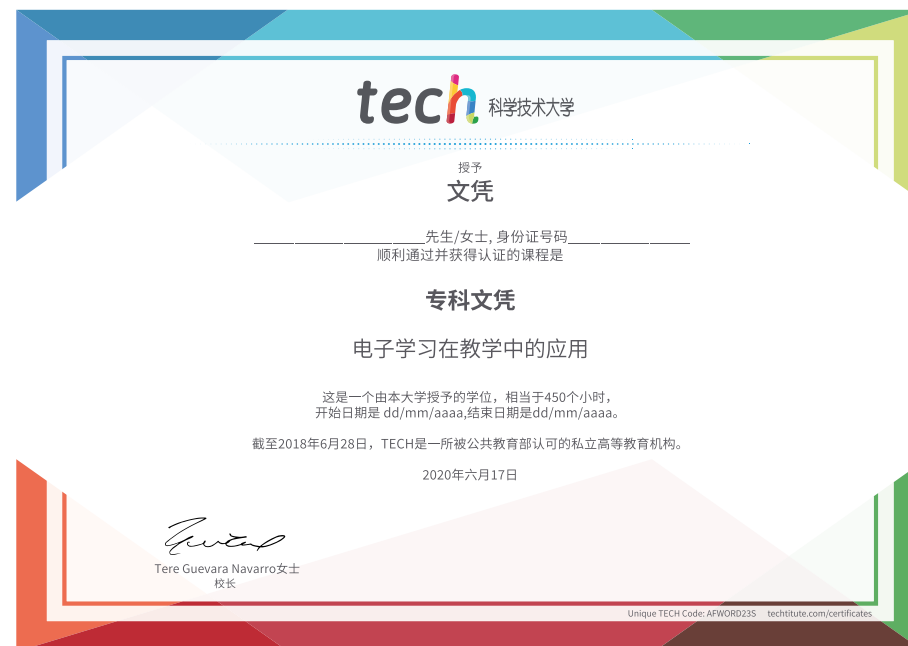 tech 科学技术大学
授予
文凭
____________________先生/女士, 身份证号码______________
顺利通过并获得认证的课程是
专科文凭
电子学习在教学中的应用
这是一个由本大学授予的学位，相当于450个小时，
开始日期是 dd/mm/aaaa,结束日期是dd/mm/aaaa。
截至2018年6月28日，TECH是一所被公共教育部认可的私立高等教育机构。
2020年六月17日
Tere Guevara Navarro女士
校长
Unique TECH Code: AFWORD23S techtitute.com/certificates